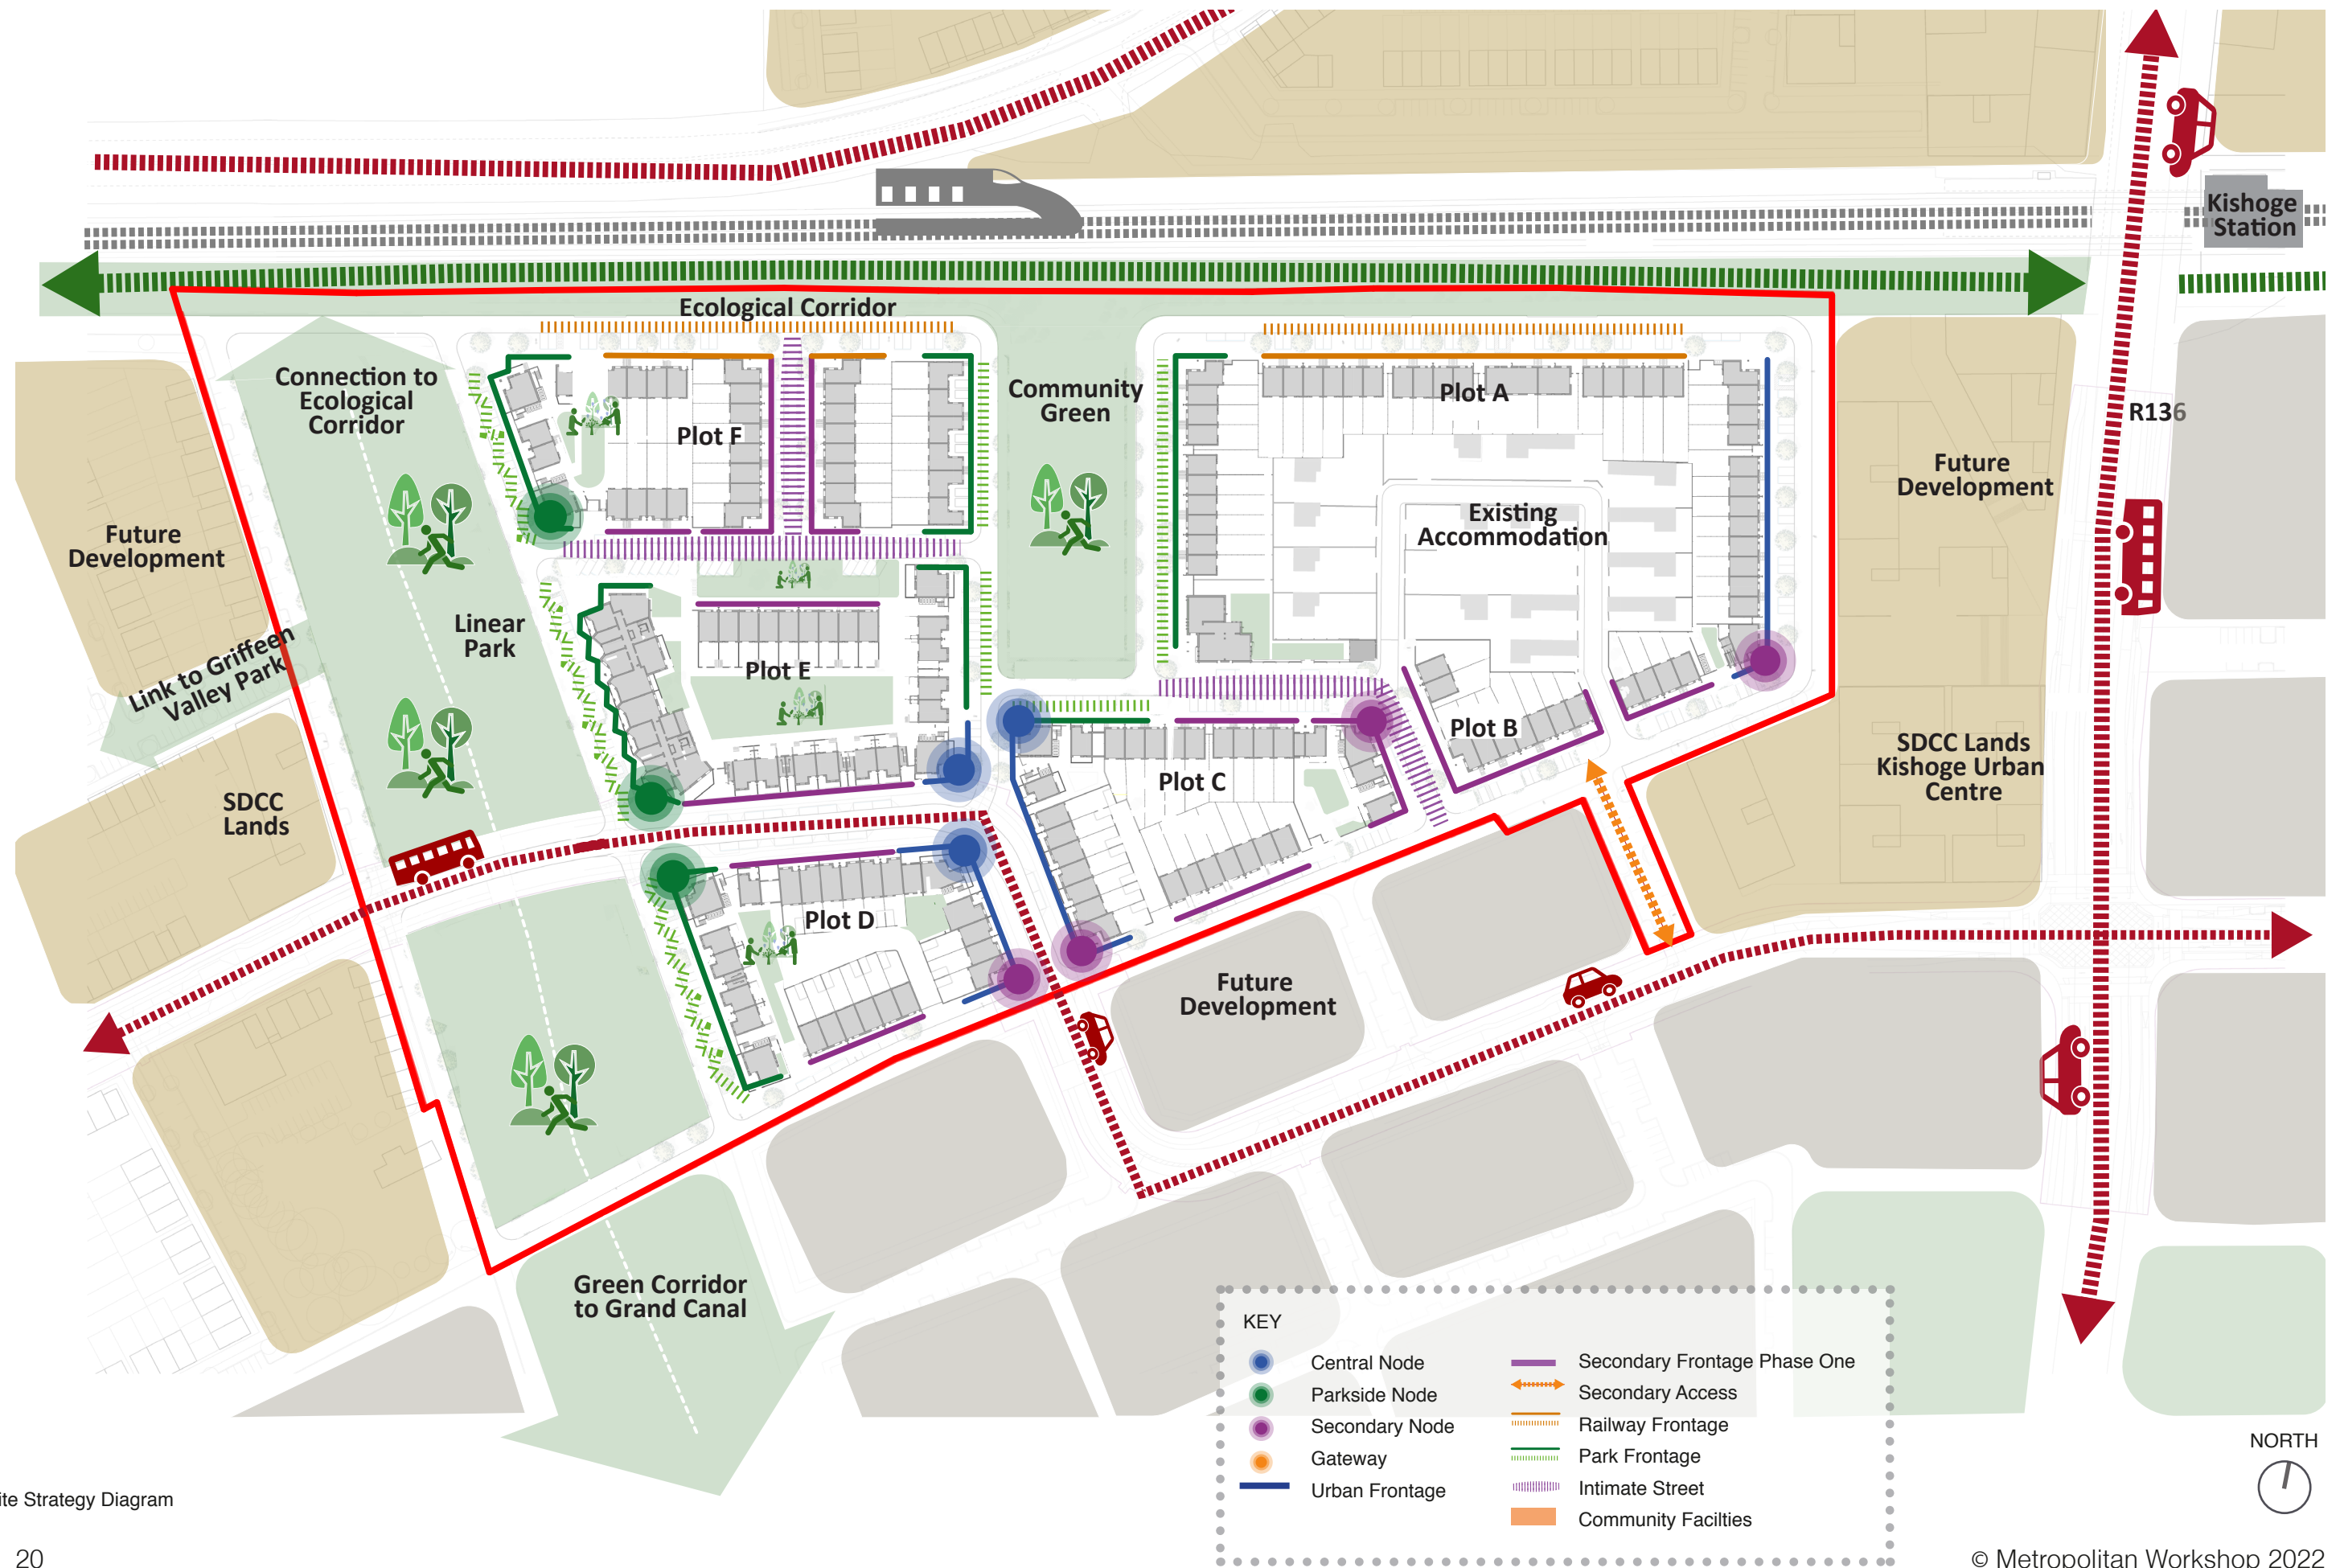 Kishoge
Station
Ecological Corridor
Connection to
Ecological
Corridor
Community
Green
Plot A
R136
Plot F
Future
Development
Existing
Accommodation
Future
Development
Linear
Park
Link to Griffeen
Valley Park
Plot E
Plot B
SDCC Lands
Kishoge Urban
Centre
Plot C
SDCC
Lands
Plot D
Future
Development
Green Corridor
to Grand Canal
KEY
Central Node
Parkside Node
Secondary Node
Gateway
Urban Frontage
Secondary Frontage Phase One
Secondary Access
Railway Frontage
Park Frontage
Intimate Street
Community Facilties
NORTH
ite Strategy Diagram
20
© Metropolitan Workshop 2022